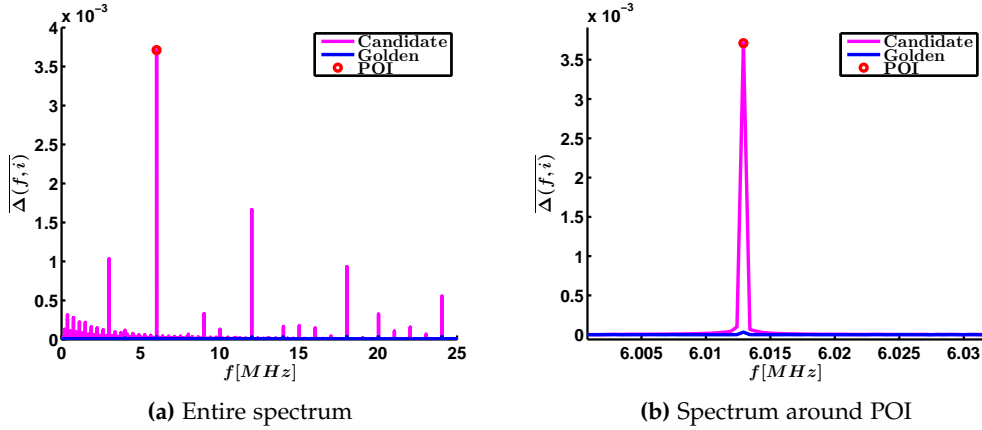 x 10⁻³
4
3.5
3
2.5
2
1.5
1
0.5
0
Δ(f, i)
0 5 10 15 20 25
f[MHz]
Candidate
Golden
POI
(a) Entire spectrum
x 10⁻³
3.5
3
2.5
2
1.5
1
0.5
0
Δ(f, i)
6.005 6.01 6.015 6.02 6.025 6.03
f[MHz]
Candidate
Golden
POI
(b) Spectrum around POI